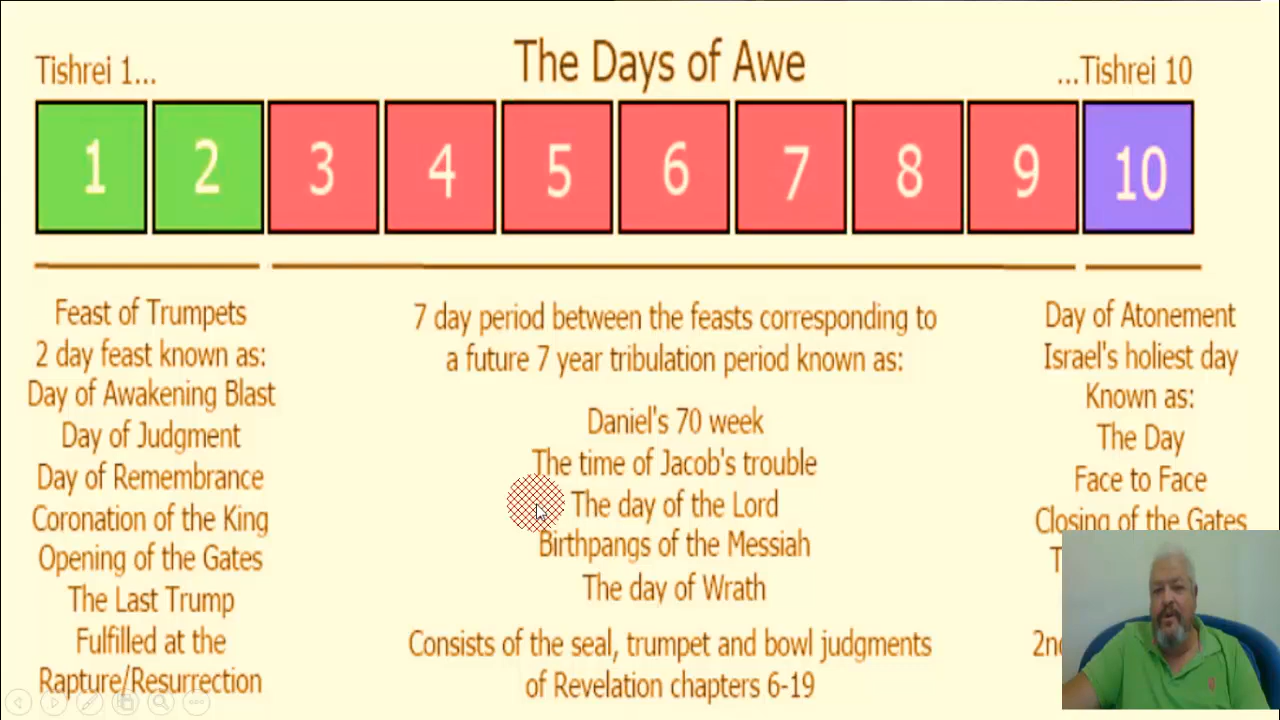 The Days of Awe
Tishrei 1...
...Tishrei 10
1 2 3 4 5 6 7 8 9 10
Feast of Trumpets
2 day feast known as:
Day of Awakening Blast
Day of Judgment
Day of Remembrance
Coronation of the King
Opening of the Gates
The Last Trump
Fulfilled at the
Rapture/Resurrection
7 day period between the feasts corresponding to
a future 7 year tribulation period known as:
Daniel's 70 week
The time of Jacob's trouble
The day of the Lord
Birthpangs of the Messiah
The day of Wrath
Consists of the seal, trumpet and bowl judgments
of Revelation chapters 6-19
Day of Atonement
Israel's holiest day
Known as:
The Day
Face to Face
Closing of the Gates